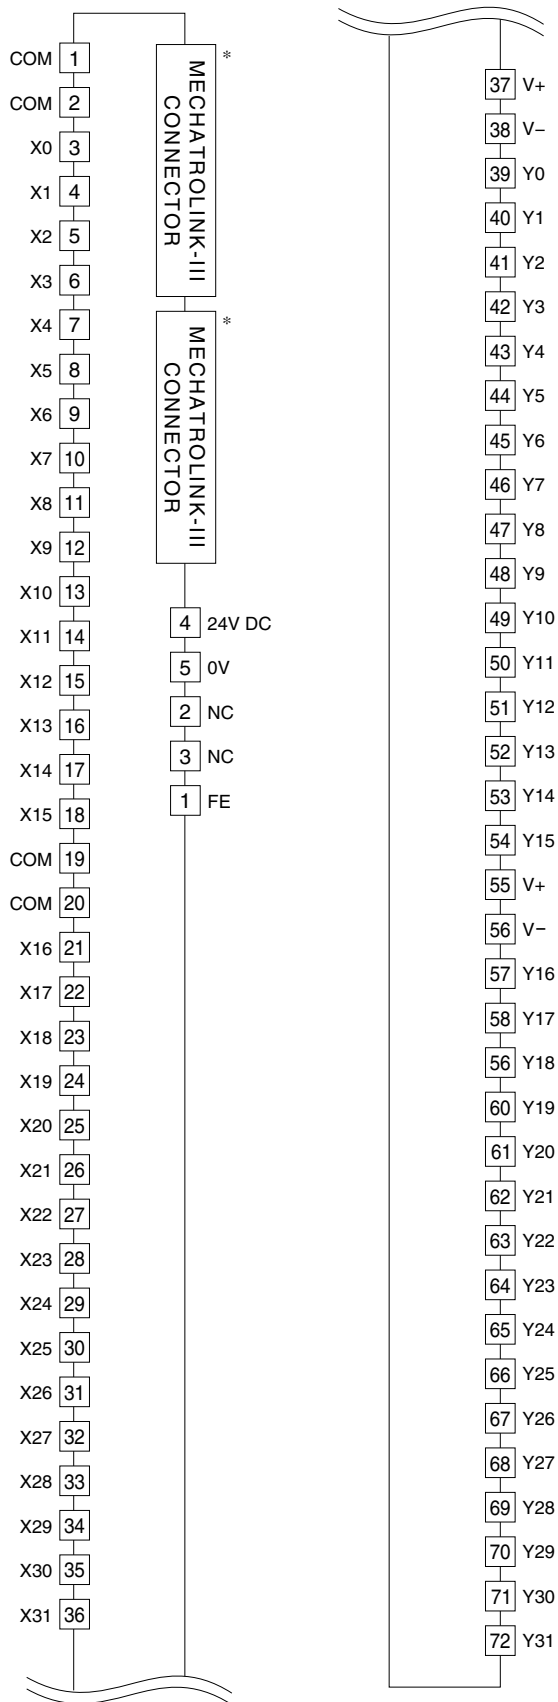 COM 1
COM 2
X0 3
X1 4
X2 5
X3 6
X4 7
X5 8
X6 9
X7 10
X8 11
X9 12
X10 13
X11 14
X12 15
X13 16
X14 17
X15 18
COM 19
COM 20
X16 21
X17 22
X18 23
X19 24
X20 25
X21 26
X22 27
X23 28
X24 29
X25 30
X26 31
X27 32
X28 33
X29 34
X30 35
X31 36
MECHATROLINK-III
CONNECTOR
*
MECHATROLINK-III
CONNECTOR
*
4 24V DC
5 0V
2 NC
3 NC
1 FE
37 V+
38 V−
39 Y0
40 Y1
41 Y2
42 Y3
43 Y4
44 Y5
45 Y6
46 Y7
47 Y8
48 Y9
49 Y10
50 Y11
51 Y12
52 Y13
53 Y14
54 Y15
55 V+
56 V−
57 Y16
58 Y17
56 Y18
60 Y19
61 Y20
62 Y21
63 Y22
64 Y23
65 Y24
66 Y25
67 Y26
68 Y27
69 Y28
70 Y29
71 Y30
72 Y31